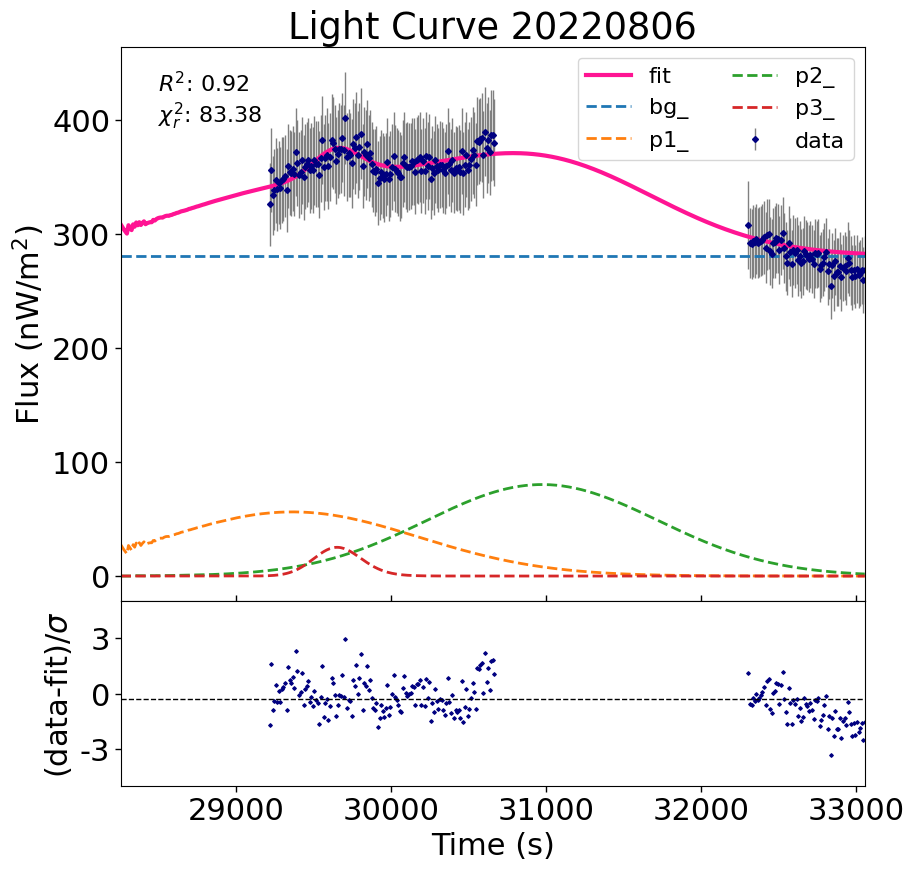 Light Curve 20220806
R²: 0.92
χ²ᵣ: 83.38
fit
bg_
p1_
p2_
p3_
data
Flux (nW/m²)
400
300
200
100
0
(data-fit)/σ
3
0
-3
29000 30000 31000 32000 33000
Time (s)